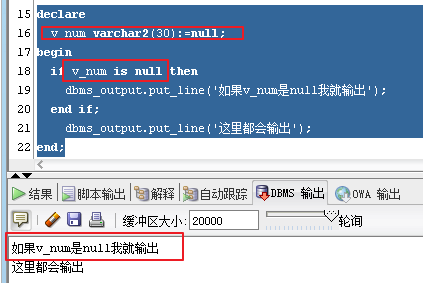 15 declare
16 v_num varchar2(30):=null;
17 begin
18 if v_num is null then
19 dbms_output.put_line('如果v_num是null我就输出');
20 end if;
21 dbms_output.put_line('这里都会输出');
22 end;
结果 脚本输出 解释 自动跟踪 DBMS 输出 OWA 输出
缓冲区大小: 20000 轮询
如果v_num是null我就输出
这里都会输出